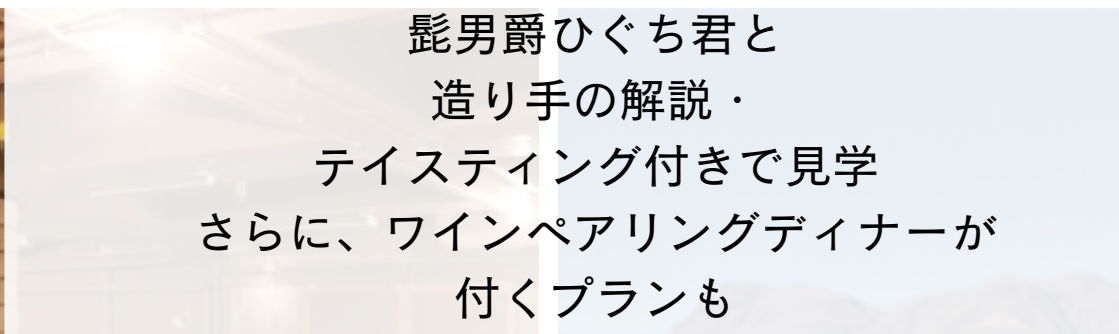 髭男爵ひぐち君と
造り手の解説・
テイスティング付きで見学
さらに、ワインペアリングディナーが
付くプランも